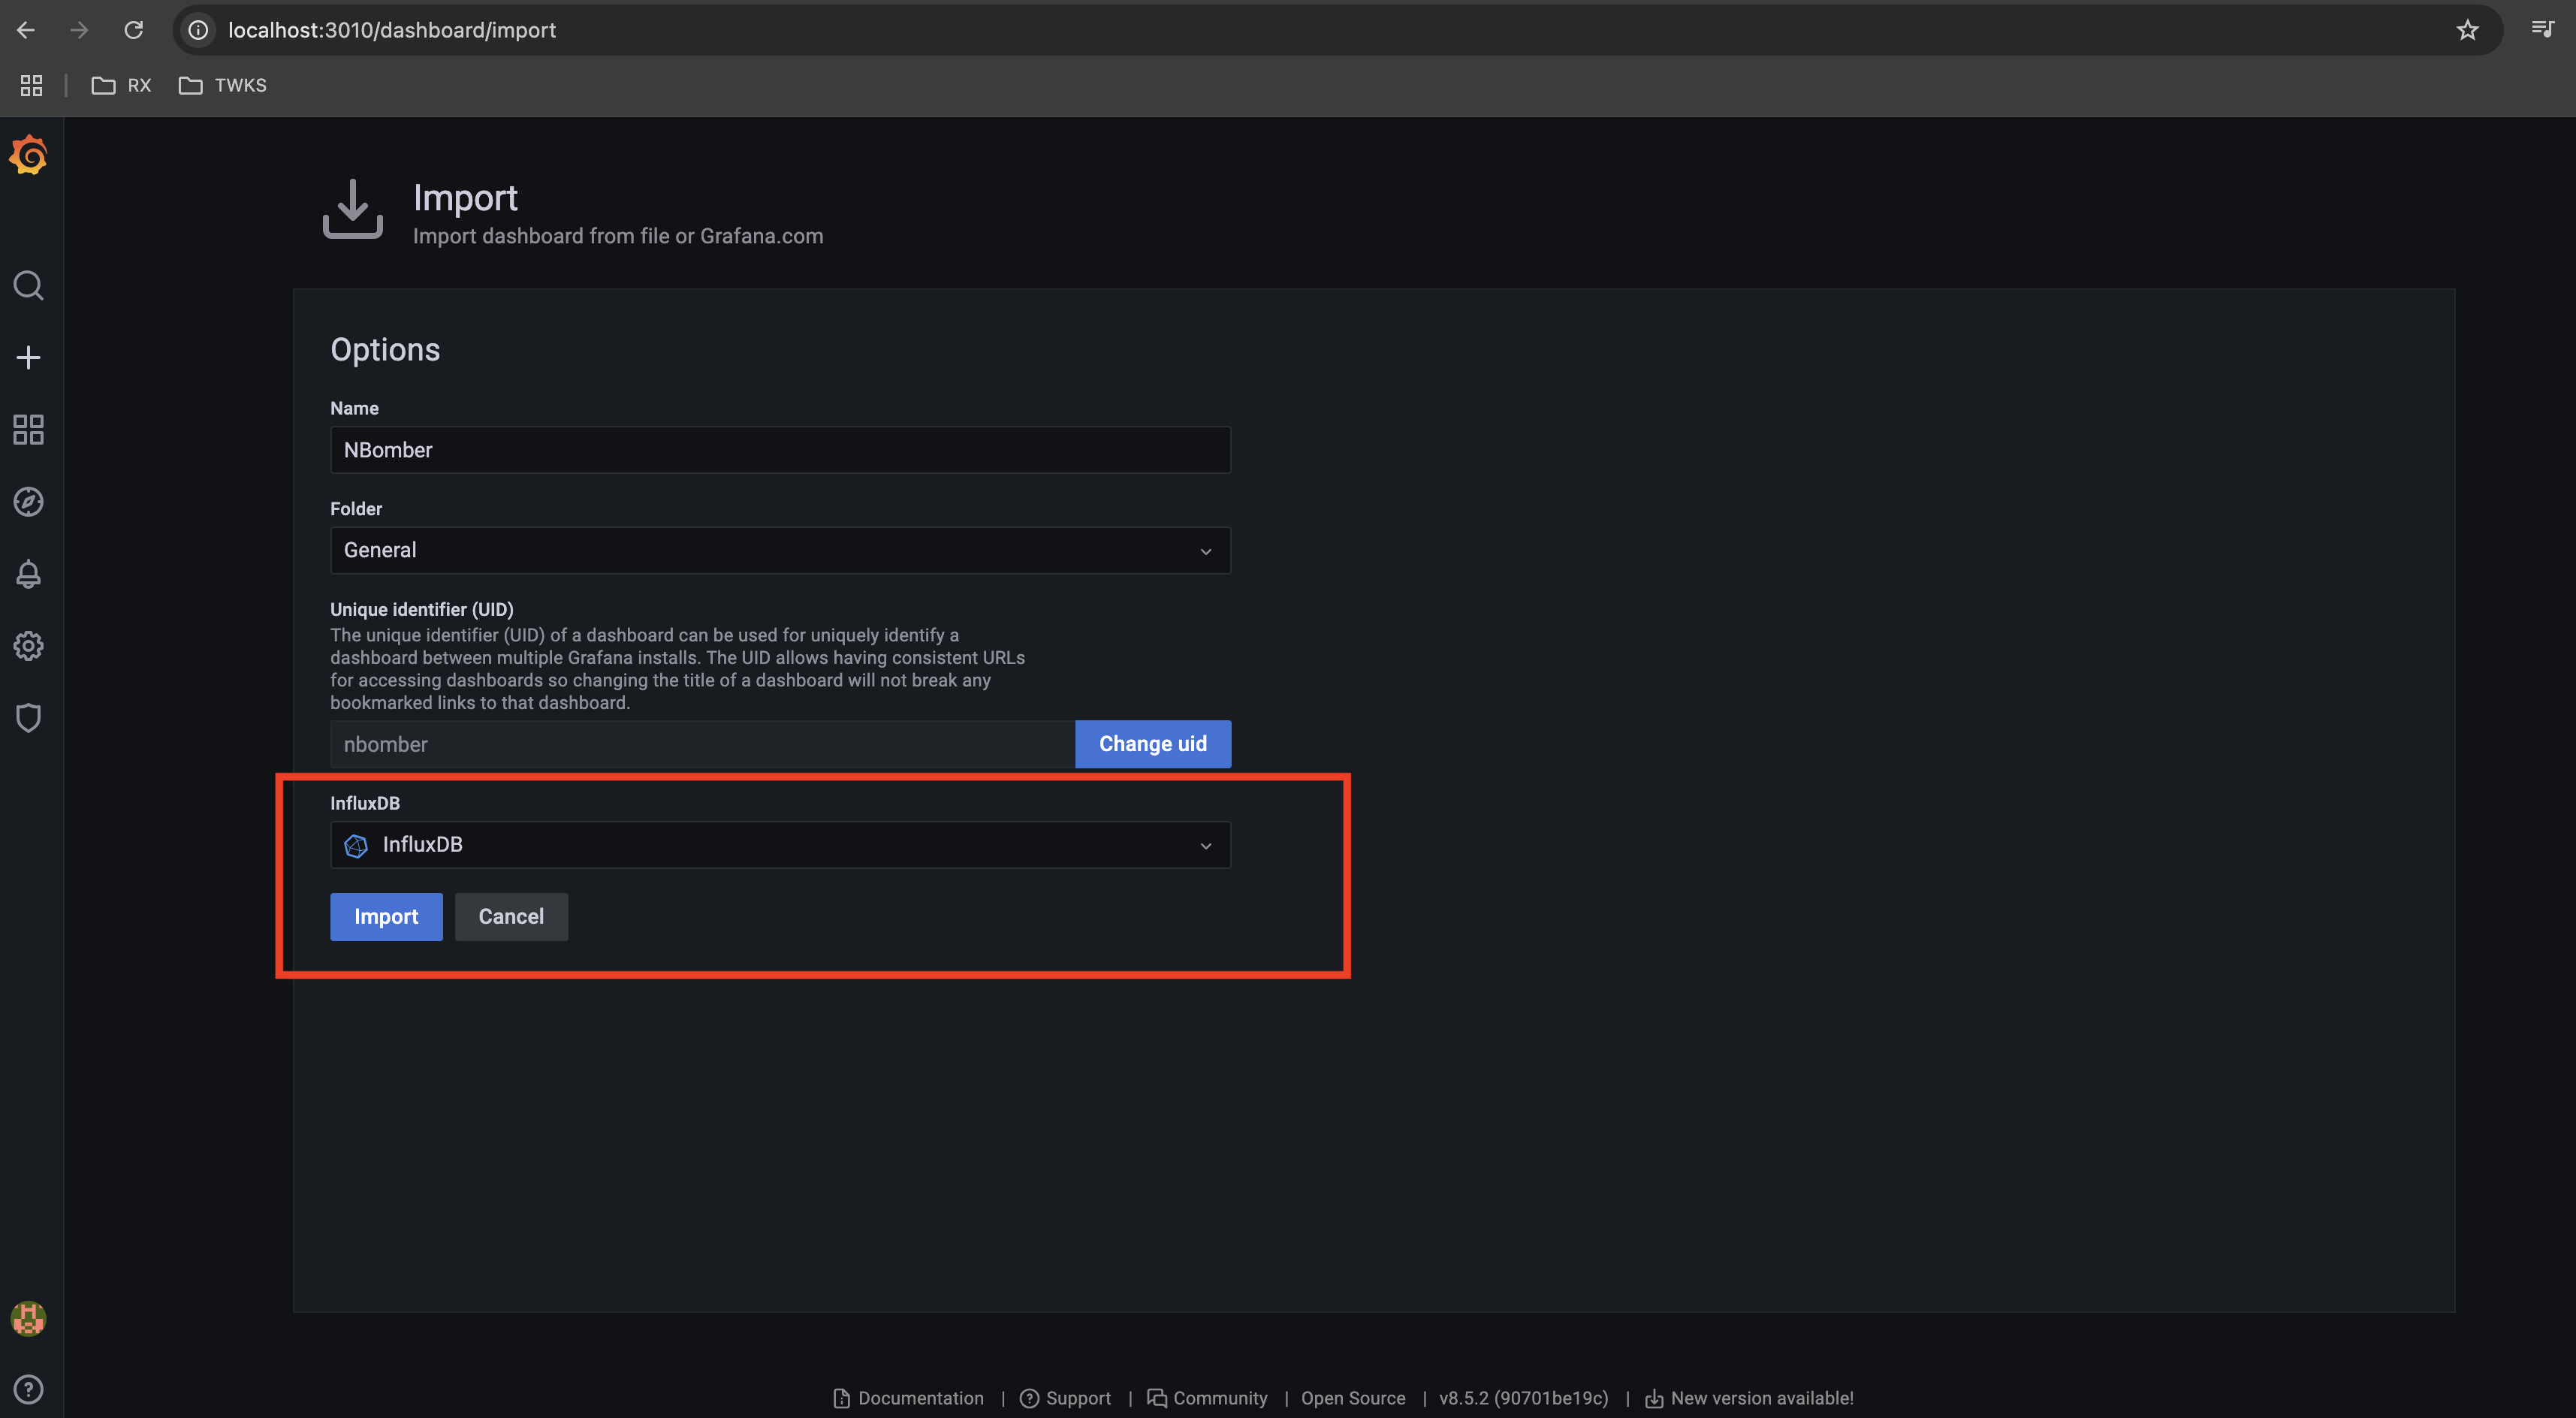 localhost:3010/dashboard/import
RX TWKS
Import
Import dashboard from file or Grafana.com
Options
Name
NBomber
Folder
General
Unique identifier (UID)
The unique identifier (UID) of a dashboard can be used for uniquely identify a
dashboard between multiple Grafana installs. The UID allows having consistent URLs
for accessing dashboards so changing the title of a dashboard will not break any
bookmarked links to that dashboard.
nbomber Change uid
InfluxDB
InfluxDB
Import Cancel
Documentation | Support | Community | Open Source | v8.5.2 (90701be19c) | New version available!